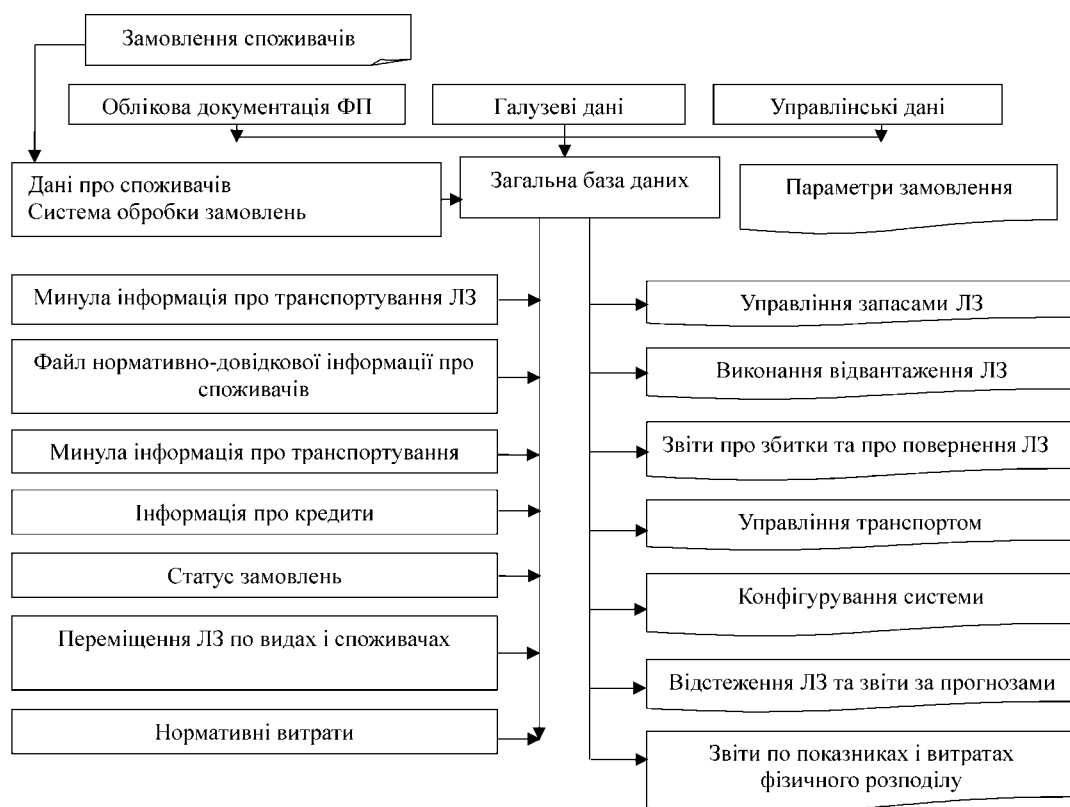 Замовлення споживачів
Облікова документація ФП
Галузеві дані
Управлінські дані
Дані про споживачів
Система обробки замовлень
Загальна база даних
Параметри замовлення
Минула інформація про транспортування ЛЗ
Файл нормативно-довідкової інформації про
споживачів
Минула інформація про транспортування
Інформація про кредити
Статус замовлень
Переміщення ЛЗ по видах і споживачах
Нормативні витрати
Управління запасами ЛЗ
Виконання відвантаження ЛЗ
Звіти про збитки та про повернення ЛЗ
Управління транспортом
Конфігурування системи
Відстеження ЛЗ та звіти за прогнозами
Звіти по показниках і витратах
фізичного розподілу